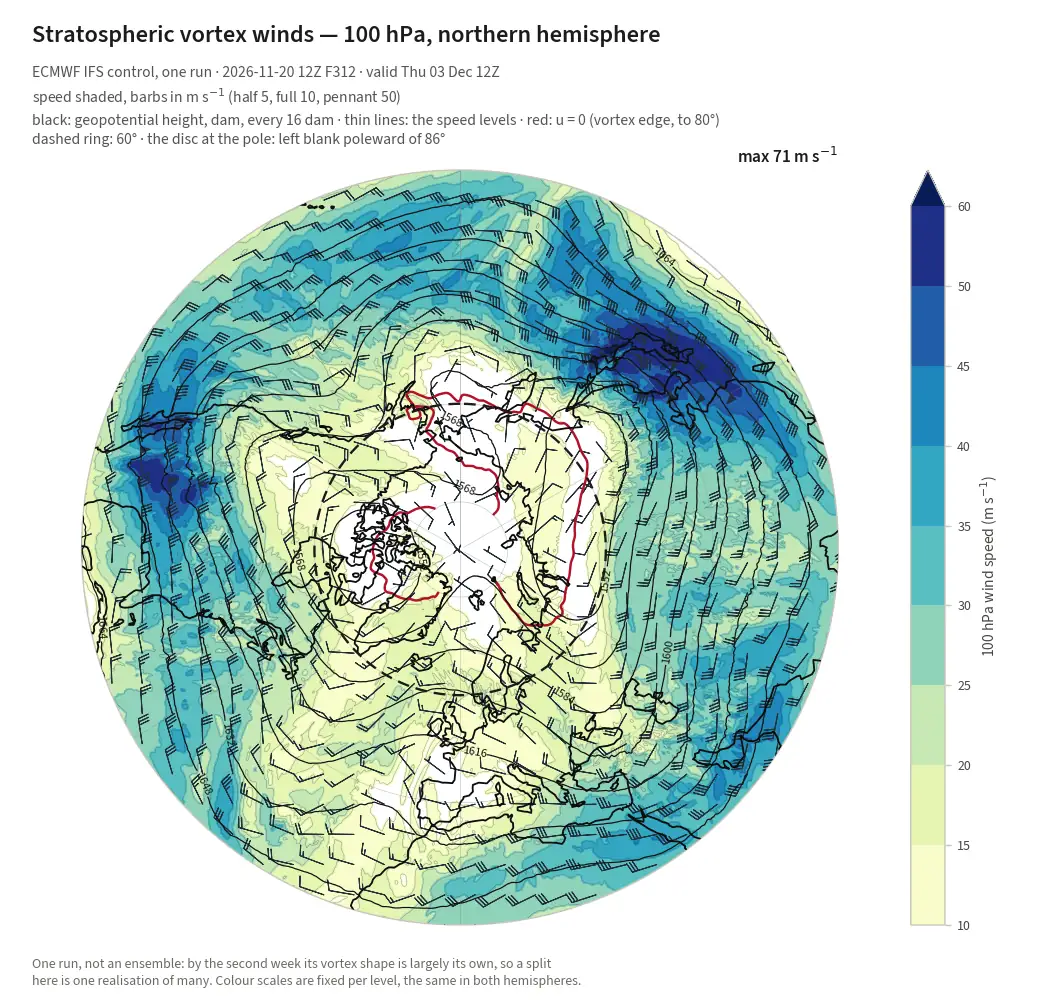 Stratospheric vortex winds — 100 hPa, northern hemisphere
ECMWF IFS control, one run · 2026-11-20 12Z F312 · valid Thu 03 Dec 12Z
speed shaded, barbs in m s⁻¹ (half 5, full 10, pennant 50)
black: geopotential height, dam, every 16 dam · thin lines: the speed levels · red: u = 0 (vortex edge, to 80°)
dashed ring: 60° · the disc at the pole: left blank poleward of 86°
max 71 m s⁻¹
60
50
45
40
35
30
25
20
15
10
100 hPa wind speed (m s⁻¹)
1568
1568
1600
1584
1616
1648
One run, not an ensemble: by the second week its vortex shape is largely its own, so a split
here is one realisation of many. Colour scales are fixed per level, the same in both hemispheres.